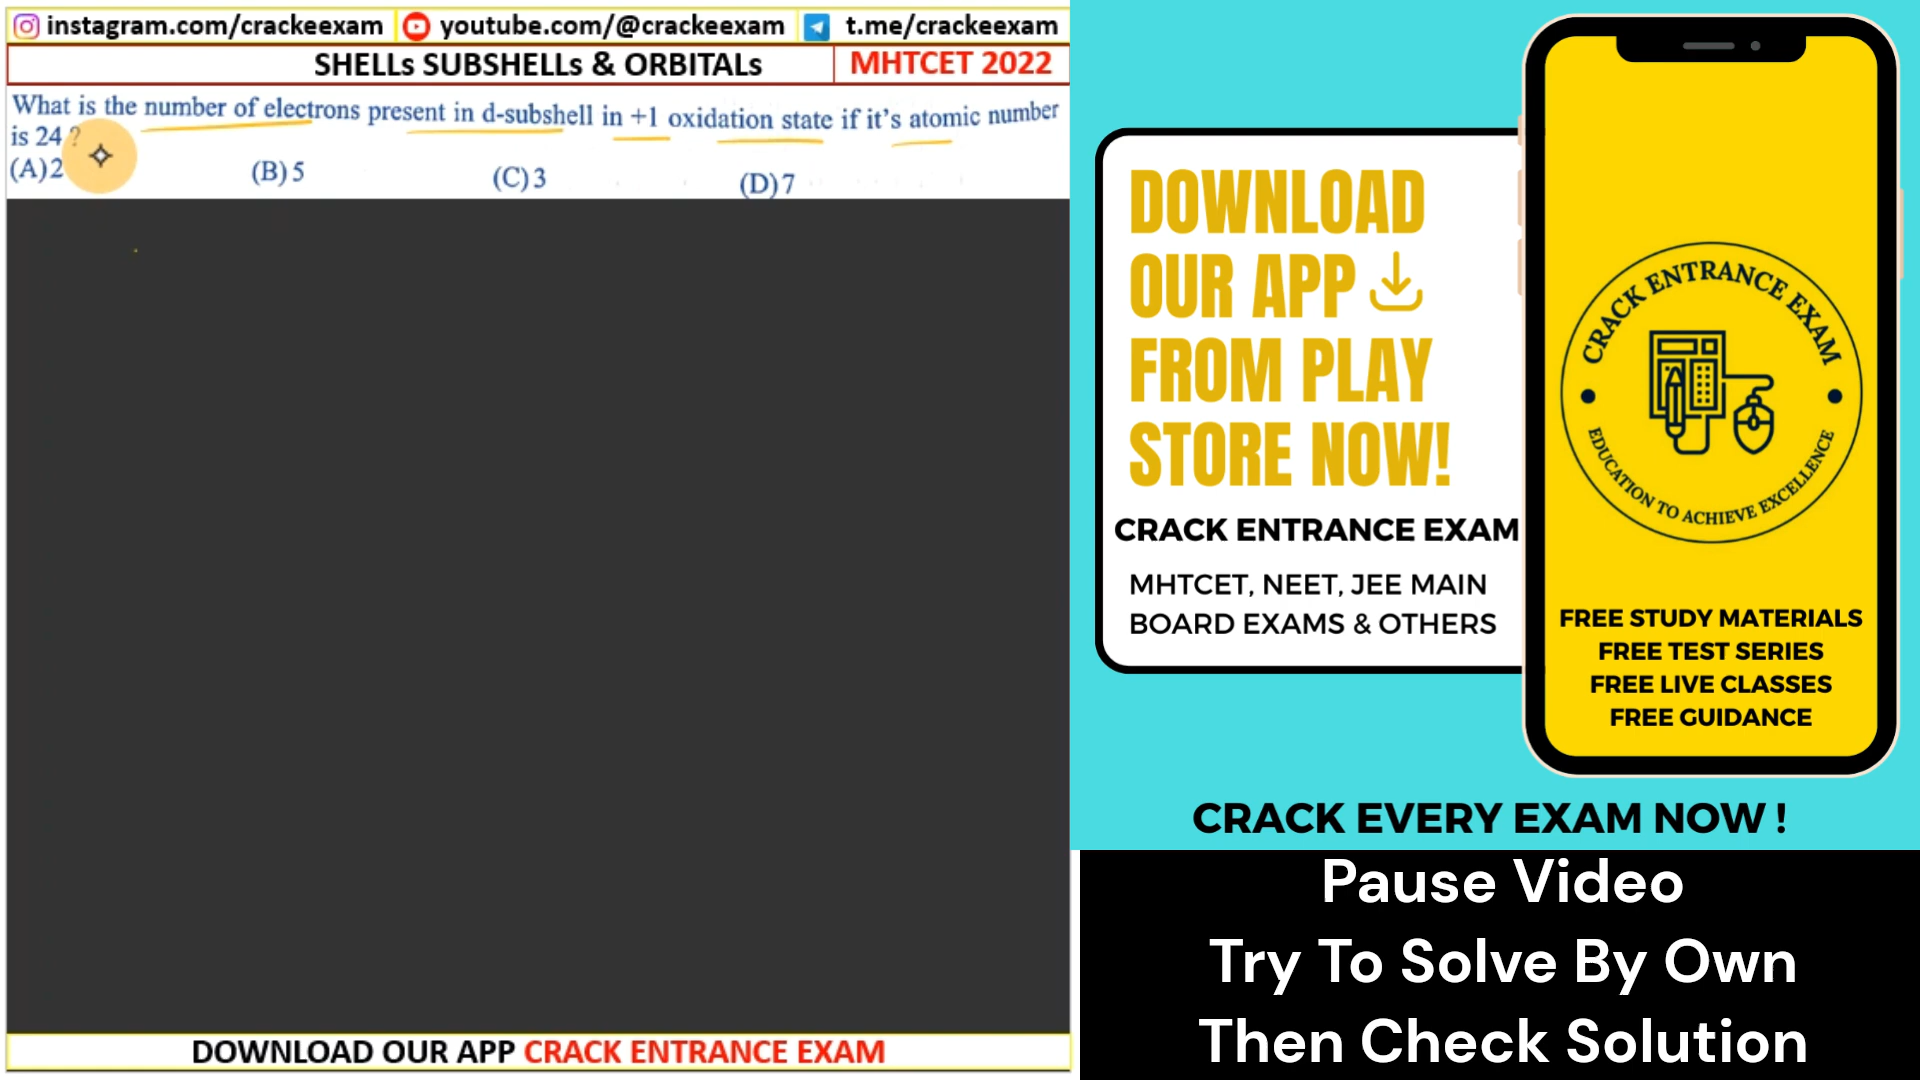 instagram.com/crackeexam youtube.com/@crackeexam t.me/crackeexam
SHELLs SUBSHELLs & ORBITALs MHTCET 2022
What is the number of electrons present in d-subshell in +1 oxidation state if it's atomic number
is 24 ?
(A) 2 (B) 5 (C) 3 (D) 7
DOWNLOAD OUR APP CRACK ENTRANCE EXAM
DOWNLOAD
OUR APP
FROM PLAY
STORE NOW!
CRACK ENTRANCE EXAM
MHTCET, NEET, JEE MAIN
BOARD EXAMS & OTHERS
CRACK ENTRANCE EXAM
EDUCATION TO ACHIEVE EXCELLENCE
FREE STUDY MATERIALS
FREE TEST SERIES
FREE LIVE CLASSES
FREE GUIDANCE
CRACK EVERY EXAM NOW !
Pause Video
Try To Solve By Own
Then Check Solution